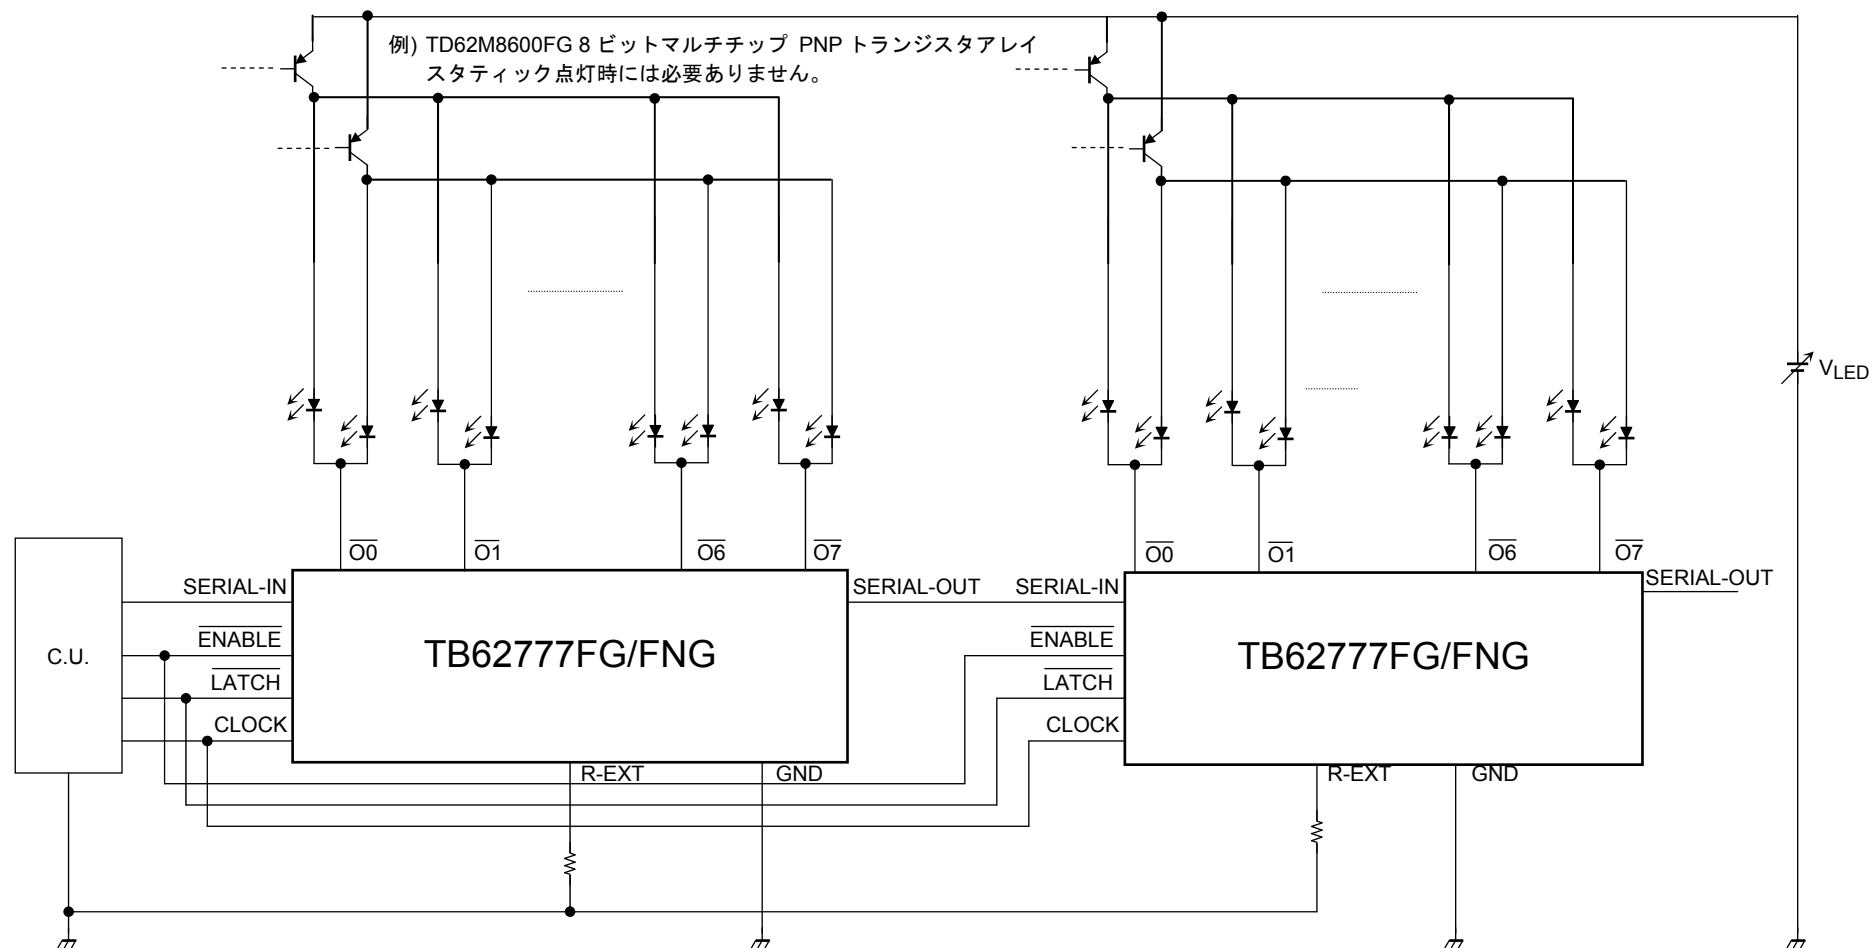 例) TD62M8600FG 8 ビットマルチチップ PNP トランジスタアレイ
スタティック点灯時には必要ありません。
VLED
O0
O1
O6
O7
O0
O1
O6
O7
SERIAL-IN
SERIAL-OUT
SERIAL-IN
SERIAL-OUT
C.U.
ENABLE
LATCH
CLOCK
TB62777FG/FNG
ENABLE
LATCH
CLOCK
TB62777FG/FNG
R-EXT
GND
R-EXT
GND